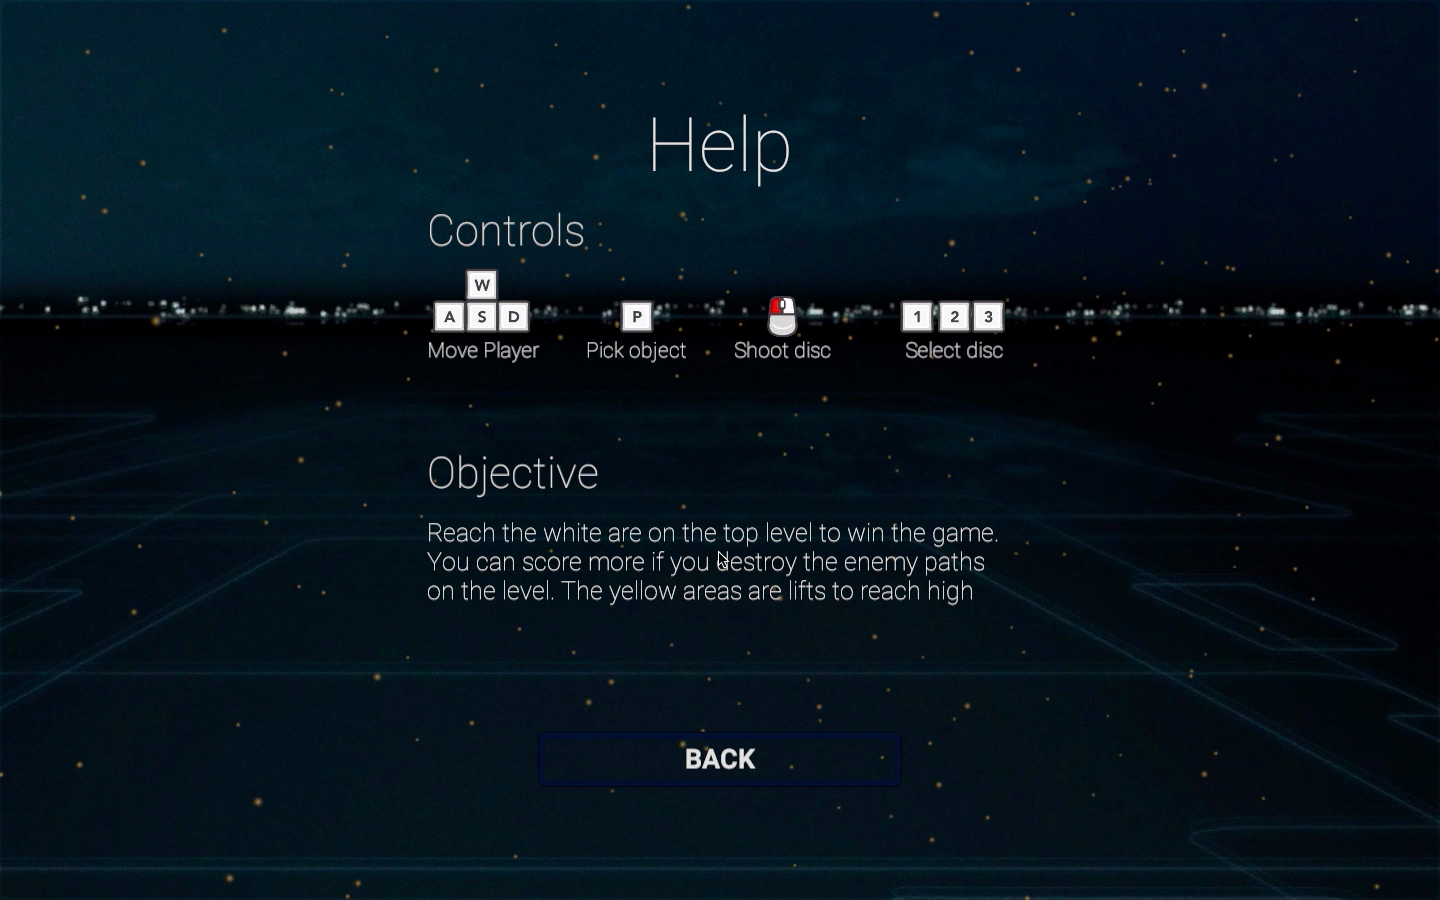 Help
Controls
W
A S D
P
1 2 3
Move Player
Pick object
Shoot disc
Select disc
Objective
Reach the white are on the top level to win the game.
You can score more if you destroy the enemy paths
on the level. The yellow areas are lifts to reach high
BACK